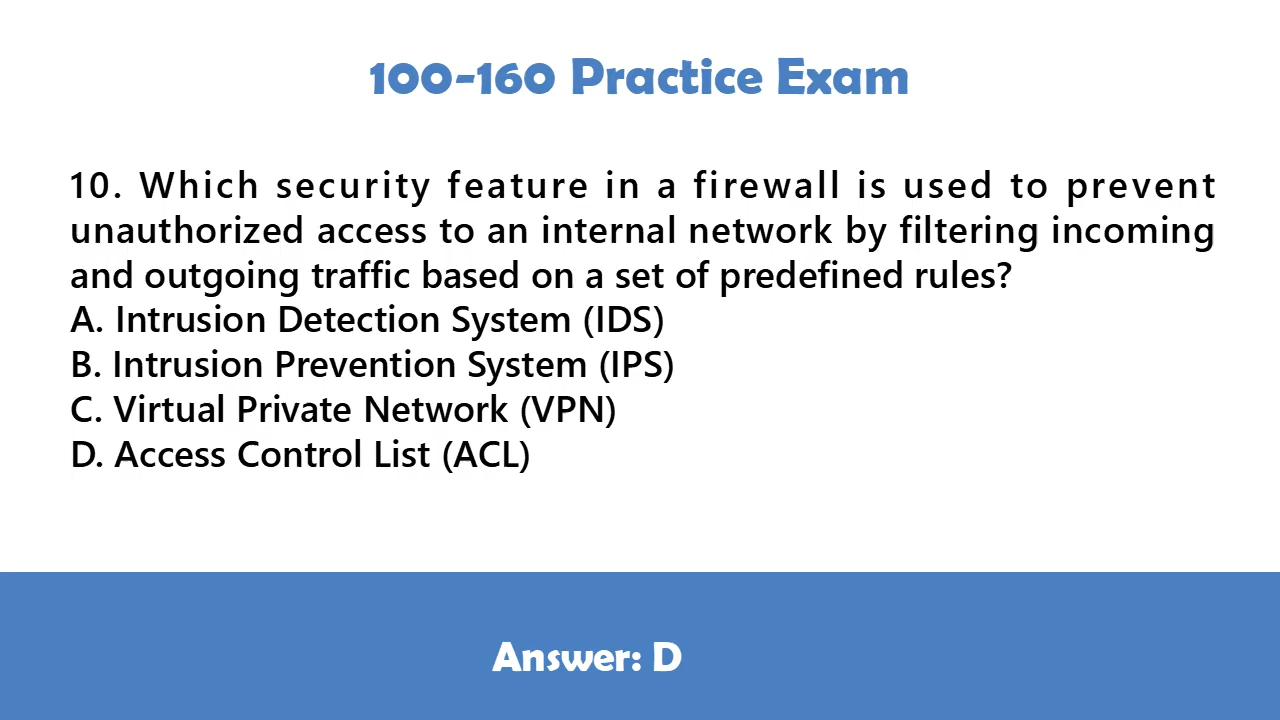 100-160 Practice Exam
10. Which security feature in a firewall is used to prevent
unauthorized access to an internal network by filtering incoming
and outgoing traffic based on a set of predefined rules?
A. Intrusion Detection System (IDS)
B. Intrusion Prevention System (IPS)
C. Virtual Private Network (VPN)
D. Access Control List (ACL)
Answer: D